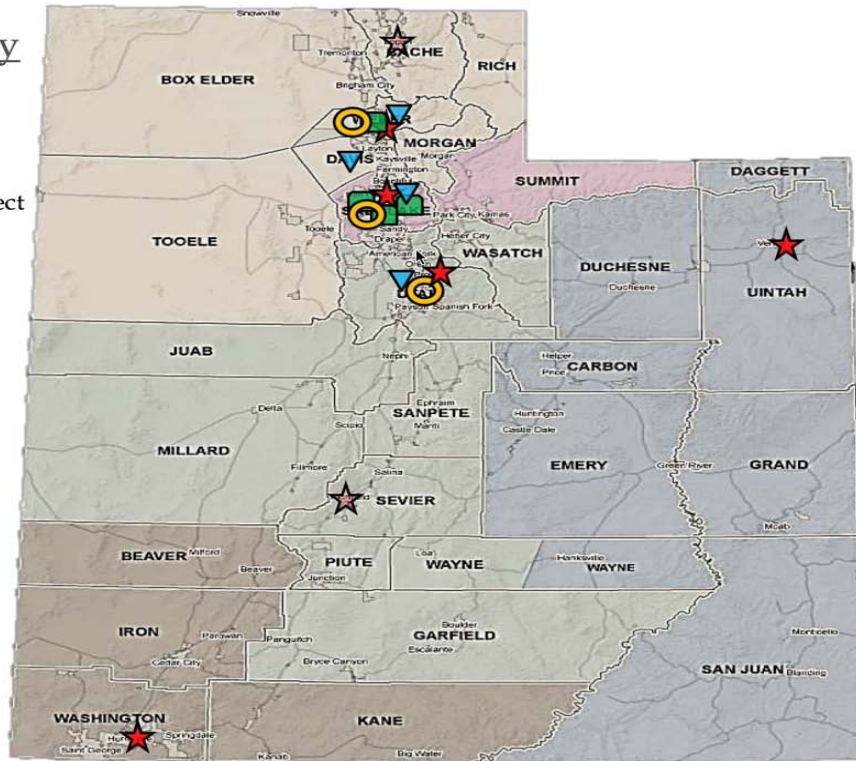 y
Snowville
Tremonton
CACHE
RICH
BOX ELDER
Brigham City
MORGAN
Layton
DAVIS Kaysville Morgan
Farmington
Bountiful
SUMMIT
DAGGETT
ect
Park City Kamas
TOOELE
Tooele
Sandy
Draper
Heber City
American Fork
WASATCH
DUCHESNE
Duchesne
UINTAH
Payson Spanish Fork
JUAB
Nephi
Helper
Price
CARBON
Delta
Ephraim
SANPETE
Manti
Huntington
Castle Dale
MILLARD
Scipio
Fillmore
Salina
EMERY
Green River
GRAND
SEVIER
Moab
BEAVER Milford
Beaver
PIUTE
Junction
Loa
WAYNE
Hanksville
WAYNE
IRON
Parowan
Panguitch
Boulder
GARFIELD
Escalante
Monticello
Cedar City
Bryce Canyon
SAN JUAN Blanding
WASHINGTON
KANE
Springdale
Saint George
Kanab
Big Water